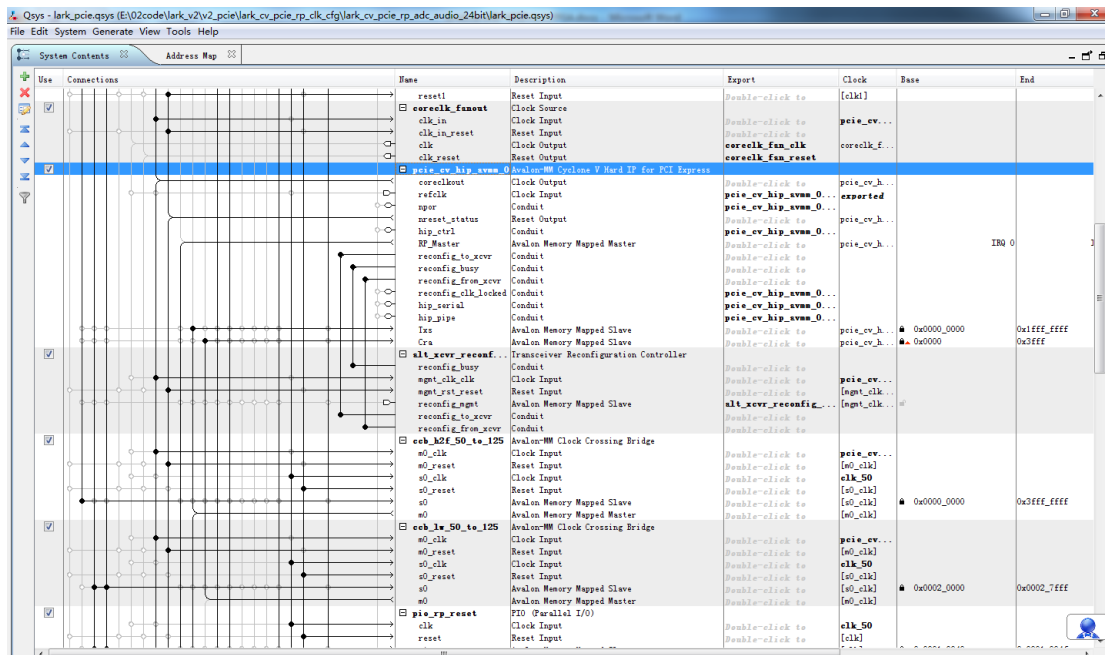 Qsys - lark_pcie.qsys (E:\02code\lark_v2\v2_pcie\lark_cv_pcie_rp_clk_cfg\lark_cv_pcie_rp_adc_audio_24bit\lark_pcie.qsys)
File Edit System Generate View Tools Help
System Contents Address Map
Use Connections Name Description Export Clock Base End
reset1 Reset Input Double-click to [clk1]
coreclk_fanout Clock Source
clk_in Clock Input Double-click to pcie_cv...
clk_in_reset Reset Input Double-click to
clk Clock Output coreclk_fan_clk coreclk_f...
clk_reset Reset Output coreclk_fan_reset
pcie_cv_hip_avmm_0 Avalon-MM Cyclone V Hard IP for PCI Express
coreclkout Clock Output Double-click to pcie_cv_h...
refclk Clock Input pcie_cv_hip_avmm_0... exported
npor Conduit pcie_cv_hip_avmm_0...
nreset_status Reset Output Double-click to pcie_cv_h...
hip_ctrl Conduit pcie_cv_hip_avmm_0...
RP_Master Avalon Memory Mapped Master Double-click to pcie_cv_h... IRQ 0
reconfig_to_xcvr Conduit Double-click to
reconfig_busy Conduit Double-click to
reconfig_from_xcvr Conduit Double-click to
reconfig_clk_locked Conduit pcie_cv_hip_avmm_0...
hip_serial Conduit pcie_cv_hip_avmm_0...
hip_pipe Conduit pcie_cv_hip_avmm_0...
Txs Avalon Memory Mapped Slave Double-click to pcie_cv_h... 0x0000_0000 0x1fff_ffff
Cra Avalon Memory Mapped Slave Double-click to pcie_cv_h... 0x0000 0x3fff
alt_xcvr_reconf... Transceiver Reconfiguration Controller
reconfig_busy Conduit Double-click to
mgmt_clk_clk Clock Input Double-click to pcie_cv...
mgmt_rst_reset Reset Input Double-click to [mgmt_clk...
reconfig_mgmt Avalon Memory Mapped Slave alt_xcvr_reconfig_... [mgmt_clk...
reconfig_to_xcvr Conduit Double-click to
reconfig_from_xcvr Conduit Double-click to
ccb_h2f_50_to_125 Avalon-MM Clock Crossing Bridge
m0_clk Clock Input Double-click to pcie_cv...
m0_reset Reset Input Double-click to [m0_clk]
s0_clk Clock Input Double-click to clk_50
s0_reset Reset Input Double-click to [s0_clk]
s0 Avalon Memory Mapped Slave Double-click to [s0_clk] 0x0000_0000 0x3fff_ffff
m0 Avalon Memory Mapped Master Double-click to [m0_clk]
ccb_lw_50_to_125 Avalon-MM Clock Crossing Bridge
m0_clk Clock Input Double-click to pcie_cv...
m0_reset Reset Input Double-click to [m0_clk]
s0_clk Clock Input Double-click to clk_50
s0_reset Reset Input Double-click to [s0_clk]
s0 Avalon Memory Mapped Slave Double-click to [s0_clk] 0x0002_0000 0x0002_7fff
m0 Avalon Memory Mapped Master Double-click to [m0_clk]
pio_rp_reset PIO (Parallel I/O)
clk Clock Input Double-click to clk_50
reset Reset Input Double-click to [clk]